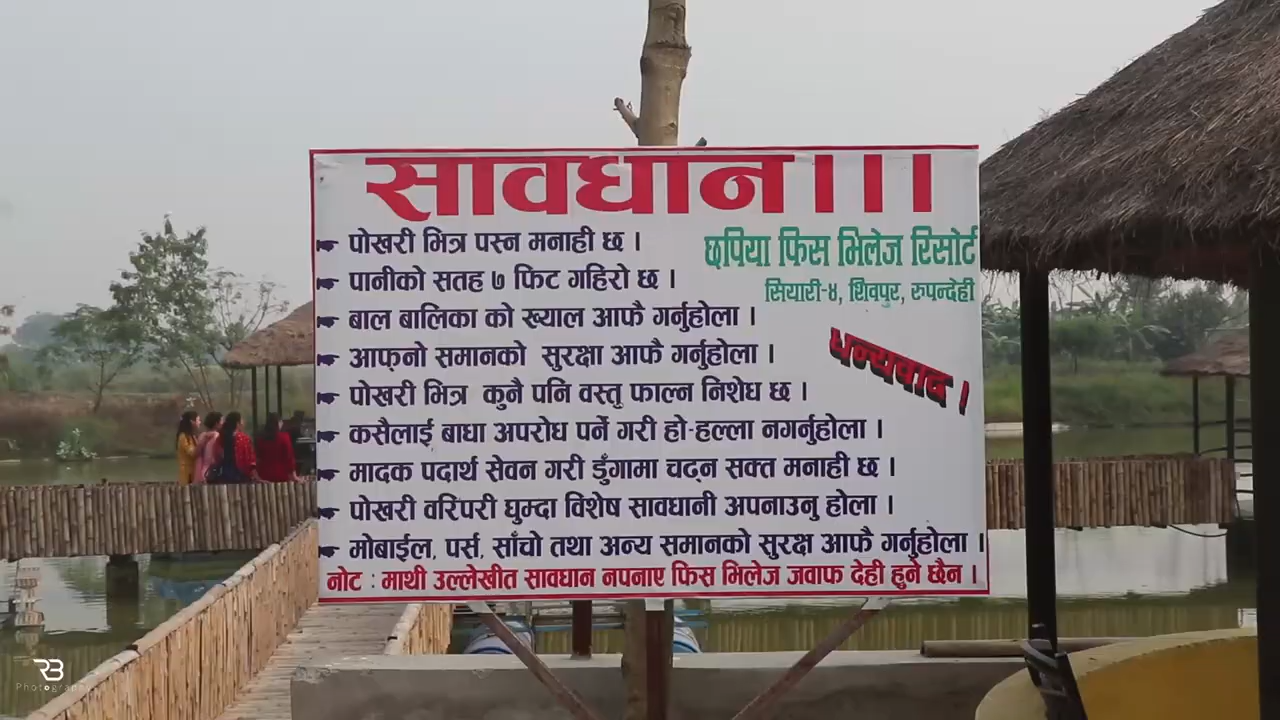 सावधान।।।
पोखरी भित्र पस्न मनाही छ ।
पानीको सतह ७ फिट गहिरो छ ।
बाल बालिका को ख्याल आफै गर्नुहोला ।
आफ्नो समानको सुरक्षा आफै गर्नुहोला ।
पोखरी भित्र कुनै पनि वस्तु फाल्न निशेध छ ।
कसैलाई बाधा अपरोध पर्ने गरी हो-हल्ला नगर्नुहोला ।
मादक पदार्थ सेवन गरी डुँगामा चढ्न सक्त मनाही छ ।
पोखरी वरिपरी घुम्दा विशेष सावधानी अपनाउनु होला ।
मोबाईल, पर्स, साँचो तथा अन्य समानको सुरक्ष आफै गर्नुहोला ।
नोट : माथी उल्लेखीत सावधान नपनाए फिस भिलेज जवाफ देही हुने छैन ।
छपिया फिस भिलेज रिसोर्ट
सियारी-४, शिवपुर, रुपन्देही
धन्यवाद ।
RB
Photography